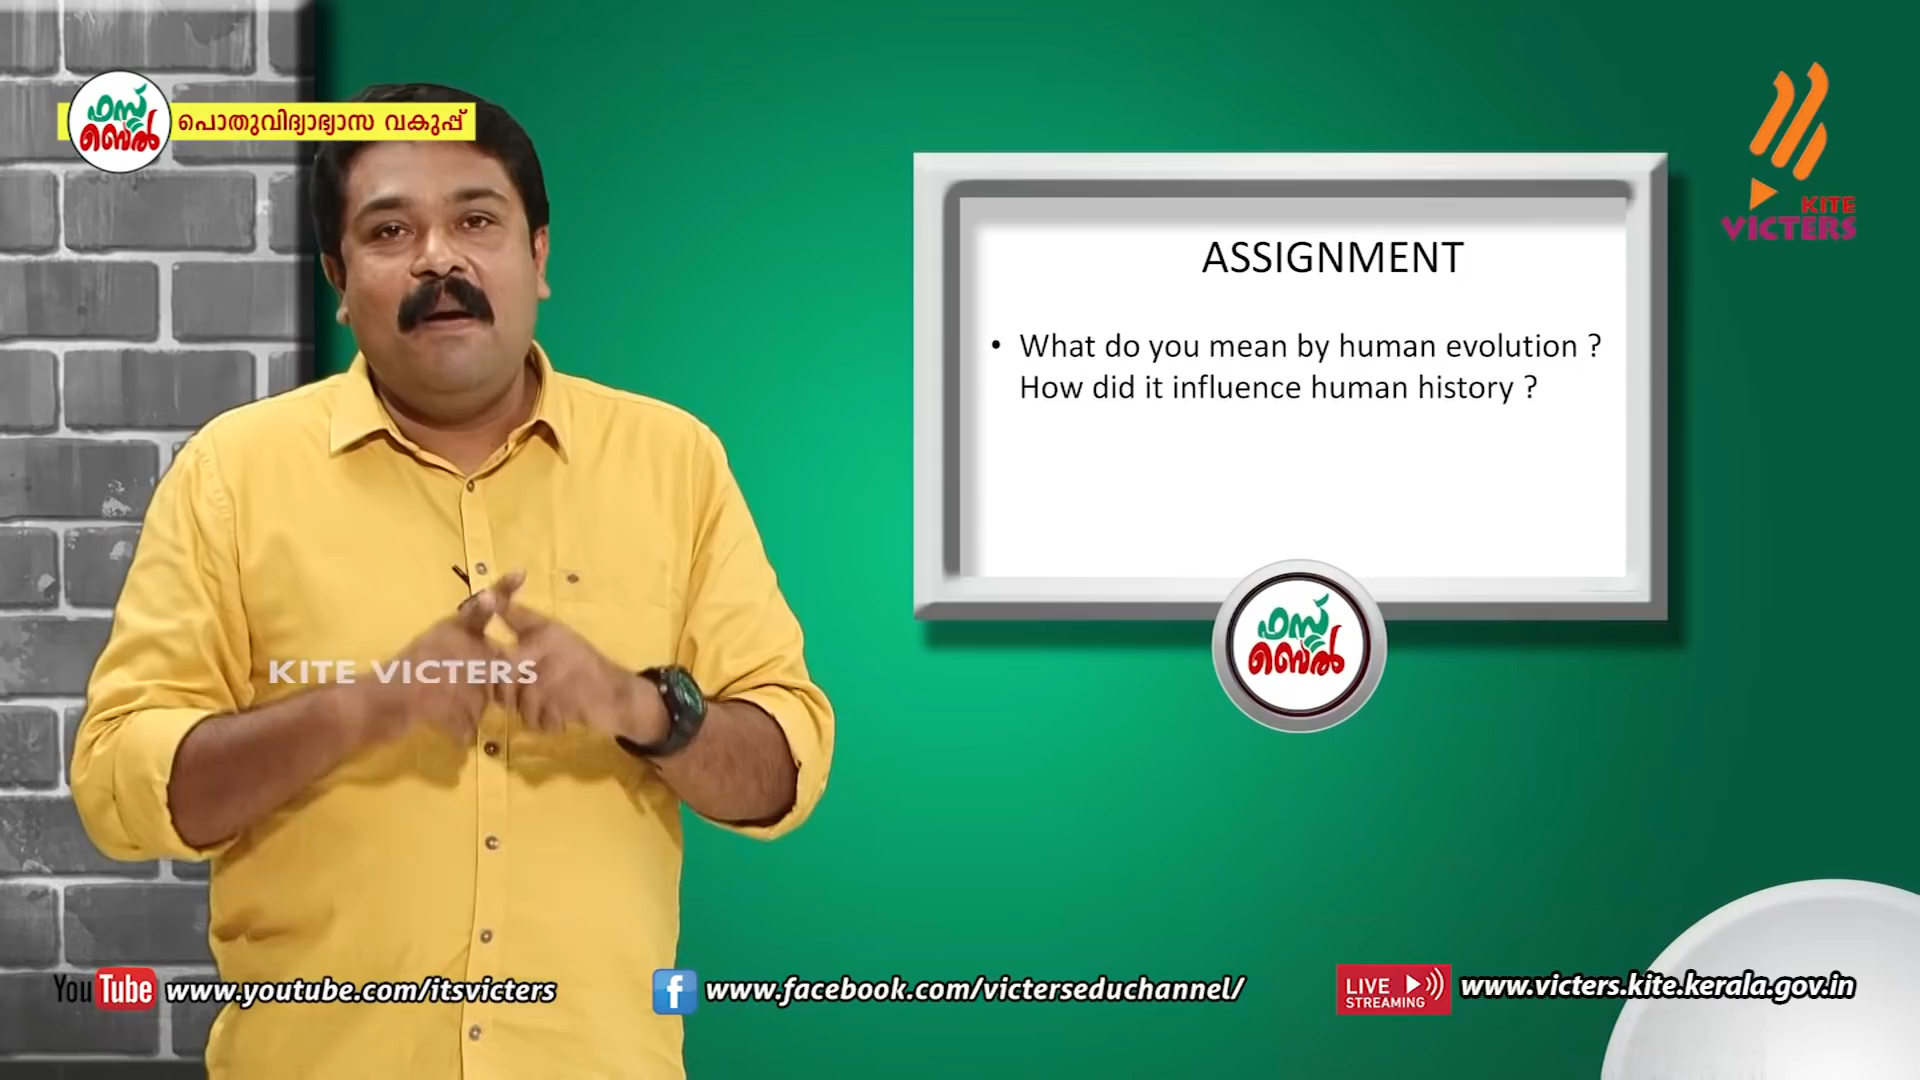 ഫസ്റ്റ്
ബെൽ
പൊതുവിദ്യാഭ്യാസ വകുപ്പ്
KITE
VICTERS
ASSIGNMENT
• What do you mean by human evolution ?
How did it influence human history ?
ഫസ്റ്റ്
ബെൽ
KITE VICTERS
YouTube www.youtube.com/itsvicters
f www.facebook.com/victerseduchannel/
LIVE
STREAMING
www.victers.kite.kerala.gov.in